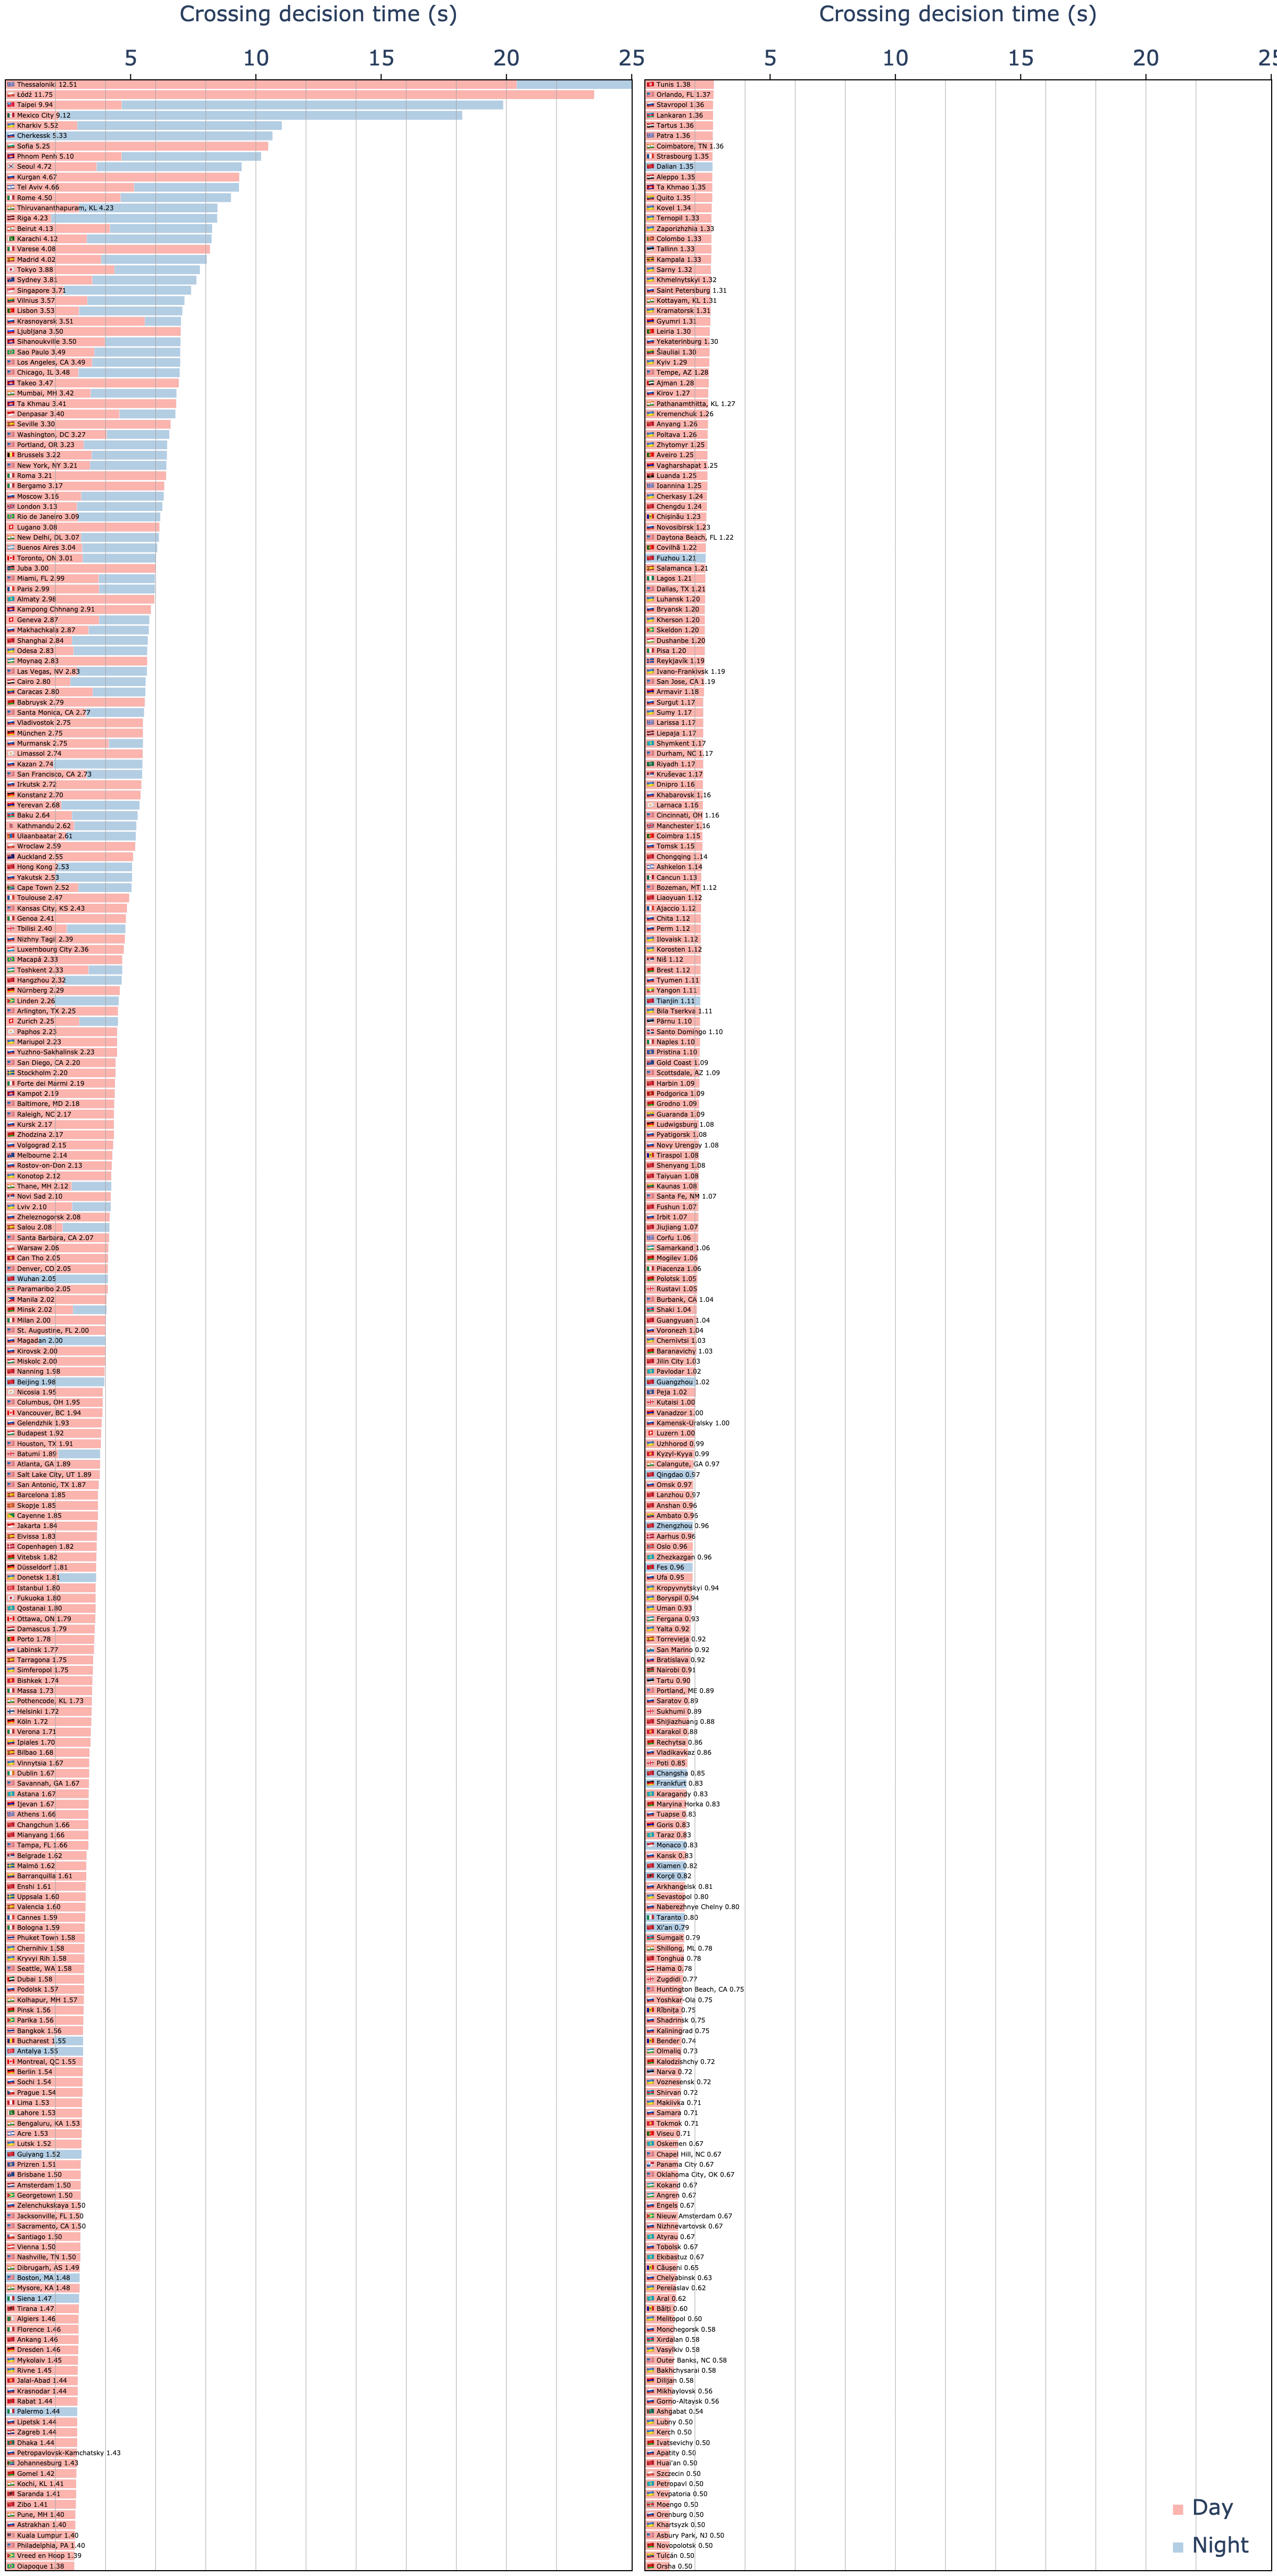 Crossing decision time (s)
5 10 15 20 25
Thessaloniki 12.51
Łódź 11.75
Taipei 9.94
Mexico City 9.12
Kharkiv 5.52
Cherkessk 5.33
Sofia 5.25
Phnom Penh 5.10
Seoul 4.72
Kurgan 4.67
Tel Aviv 4.66
Rome 4.50
Thiruvananthapuram, KL 4.23
Riga 4.23
Beirut 4.13
Karachi 4.12
Varese 4.08
Madrid 4.02
Tokyo 3.88
Sydney 3.81
Singapore 3.71
Vilnius 3.57
Lisbon 3.53
Krasnoyarsk 3.51
Ljubljana 3.50
Sihanoukville 3.50
Sao Paulo 3.49
Los Angeles, CA 3.49
Chicago, IL 3.48
Takeo 3.47
Mumbai, MH 3.42
Ta Khmau 3.41
Denpasar 3.40
Seville 3.30
Washington, DC 3.27
Portland, OR 3.23
Brussels 3.22
New York, NY 3.21
Roma 3.21
Bergamo 3.17
Moscow 3.16
London 3.13
Rio de Janeiro 3.09
Lugano 3.08
New Delhi, DL 3.07
Buenos Aires 3.04
Toronto, ON 3.01
Juba 3.00
Miami, FL 2.99
Paris 2.99
Almaty 2.98
Kampong Chhnang 2.91
Geneva 2.87
Makhachkala 2.87
Shanghai 2.84
Odesa 2.83
Moynaq 2.83
Las Vegas, NV 2.83
Cairo 2.80
Caracas 2.80
Babruysk 2.79
Santa Monica, CA 2.77
Vladivostok 2.75
München 2.75
Murmansk 2.75
Limassol 2.74
Kazan 2.74
San Francisco, CA 2.73
Irkutsk 2.72
Konstanz 2.70
Yerevan 2.68
Baku 2.64
Kathmandu 2.62
Ulaanbaatar 2.61
Wroclaw 2.59
Auckland 2.55
Hong Kong 2.53
Yakutsk 2.53
Cape Town 2.52
Toulouse 2.47
Kansas City, KS 2.43
Genoa 2.41
Tbilisi 2.40
Nizhny Tagil 2.39
Luxembourg City 2.36
Macapá 2.33
Toshkent 2.33
Hangzhou 2.32
Nürnberg 2.29
Linden 2.26
Arlington, TX 2.25
Zurich 2.25
Paphos 2.23
Mariupol 2.23
Yuzhno-Sakhalinsk 2.23
San Diego, CA 2.20
Stockholm 2.20
Forte dei Marmi 2.19
Kampot 2.19
Baltimore, MD 2.18
Raleigh, NC 2.17
Kursk 2.17
Zhodzina 2.17
Volgograd 2.15
Melbourne 2.14
Rostov-on-Don 2.13
Konotop 2.12
Thane, MH 2.12
Novi Sad 2.10
Lviv 2.10
Zheleznogorsk 2.08
Salou 2.08
Santa Barbara, CA 2.07
Warsaw 2.06
Can Tho 2.05
Denver, CO 2.05
Wuhan 2.05
Paramaribo 2.05
Manila 2.02
Minsk 2.02
Milan 2.00
St. Augustine, FL 2.00
Magadan 2.00
Kirovsk 2.00
Miskolc 2.00
Nanning 1.98
Beijing 1.98
Nicosia 1.95
Columbus, OH 1.95
Vancouver, BC 1.94
Gelendzhik 1.93
Budapest 1.92
Houston, TX 1.91
Batumi 1.89
Atlanta, GA 1.89
Salt Lake City, UT 1.89
San Antonio, TX 1.87
Barcelona 1.85
Skopje 1.85
Cayenne 1.85
Jakarta 1.84
Eivissa 1.83
Copenhagen 1.82
Vitebsk 1.82
Düsseldorf 1.81
Donetsk 1.81
Istanbul 1.80
Fukuoka 1.80
Qostanai 1.80
Ottawa, ON 1.79
Damascus 1.79
Porto 1.78
Labinsk 1.77
Tarragona 1.75
Simferopol 1.75
Bishkek 1.74
Massa 1.73
Pothencode, KL 1.73
Helsinki 1.72
Köln 1.72
Verona 1.71
Ipiales 1.70
Bilbao 1.68
Vinnytsia 1.67
Dublin 1.67
Savannah, GA 1.67
Astana 1.67
Ijevan 1.67
Athens 1.66
Changchun 1.66
Mianyang 1.66
Tampa, FL 1.66
Belgrade 1.62
Malmö 1.62
Barranquilla 1.61
Enshi 1.61
Uppsala 1.60
Valencia 1.60
Cannes 1.59
Bologna 1.59
Phuket Town 1.58
Chernihiv 1.58
Kryvyi Rih 1.58
Seattle, WA 1.58
Dubai 1.58
Podolsk 1.57
Kolhapur, MH 1.57
Pinsk 1.56
Parika 1.56
Bangkok 1.56
Bucharest 1.55
Antalya 1.55
Montreal, QC 1.55
Berlin 1.54
Sochi 1.54
Prague 1.54
Lima 1.53
Lahore 1.53
Bengaluru, KA 1.53
Acre 1.53
Lutsk 1.52
Guiyang 1.52
Prizren 1.51
Brisbane 1.50
Amsterdam 1.50
Georgetown 1.50
Zelenchukskaya 1.50
Jacksonville, FL 1.50
Sacramento, CA 1.50
Santiago 1.50
Vienna 1.50
Nashville, TN 1.50
Dibrugarh, AS 1.49
Boston, MA 1.48
Mysore, KA 1.48
Siena 1.47
Tirana 1.47
Algiers 1.46
Florence 1.46
Ankang 1.46
Dresden 1.46
Mykolaiv 1.45
Rivne 1.45
Jalal-Abad 1.44
Krasnodar 1.44
Rabat 1.44
Palermo 1.44
Lipetsk 1.44
Zagreb 1.44
Dhaka 1.44
Petropavlovsk-Kamchatsky 1.43
Johannesburg 1.43
Gomel 1.42
Kochi, KL 1.41
Saranda 1.41
Zibo 1.41
Pune, MH 1.40
Astrakhan 1.40
Kuala Lumpur 1.40
Philadelphia, PA 1.40
Vreed en Hoop 1.39
Oiapoque 1.38
Crossing decision time (s)
5 10 15 20 25
Tunis 1.38
Orlando, FL 1.37
Stavropol 1.36
Lankaran 1.36
Tartus 1.36
Patra 1.36
Coimbatore, TN 1.36
Strasbourg 1.35
Dalian 1.35
Aleppo 1.35
Ta Khmao 1.35
Quito 1.35
Kovel 1.34
Ternopil 1.33
Zaporizhzhia 1.33
Colombo 1.33
Tallinn 1.33
Kampala 1.33
Sarny 1.32
Khmelnytskyi 1.32
Saint Petersburg 1.31
Kottayam, KL 1.31
Kramatorsk 1.31
Gyumri 1.31
Leiria 1.30
Yekaterinburg 1.30
Šiauliai 1.30
Kyiv 1.29
Tempe, AZ 1.28
Ajman 1.28
Kirov 1.27
Pathanamthitta, KL 1.27
Kremenchuk 1.26
Anyang 1.26
Poltava 1.26
Zhytomyr 1.25
Aveiro 1.25
Vagharshapat 1.25
Luanda 1.25
Ioannina 1.25
Cherkasy 1.24
Chengdu 1.24
Chișinău 1.23
Novosibirsk 1.23
Daytona Beach, FL 1.22
Covilhã 1.22
Fuzhou 1.21
Salamanca 1.21
Lagos 1.21
Dallas, TX 1.21
Luhansk 1.20
Bryansk 1.20
Kherson 1.20
Skeldon 1.20
Dushanbe 1.20
Pisa 1.20
Reykjavík 1.19
Ivano-Frankivsk 1.19
San Jose, CA 1.19
Armavir 1.18
Surgut 1.17
Sumy 1.17
Larissa 1.17
Liepaja 1.17
Shymkent 1.17
Durham, NC 1.17
Riyadh 1.17
Kruševac 1.17
Dnipro 1.16
Khabarovsk 1.16
Larnaca 1.16
Cincinnati, OH 1.16
Manchester 1.16
Coimbra 1.15
Tomsk 1.15
Chongqing 1.14
Ashkelon 1.14
Cancun 1.13
Bozeman, MT 1.12
Liaoyuan 1.12
Ajaccio 1.12
Chita 1.12
Perm 1.12
Ilovaisk 1.12
Korosten 1.12
Niš 1.12
Brest 1.12
Tyumen 1.11
Yangon 1.11
Tianjin 1.11
Bila Tserkva 1.11
Pärnu 1.10
Santo Domingo 1.10
Naples 1.10
Pristina 1.10
Gold Coast 1.09
Scottsdale, AZ 1.09
Harbin 1.09
Podgorica 1.09
Grodno 1.09
Guaranda 1.09
Ludwigsburg 1.08
Pyatigorsk 1.08
Novy Urengoy 1.08
Tiraspol 1.08
Shenyang 1.08
Taiyuan 1.08
Kaunas 1.08
Santa Fe, NM 1.07
Fushun 1.07
Irbit 1.07
Jiujiang 1.07
Corfu 1.06
Samarkand 1.06
Mogilev 1.06
Piacenza 1.06
Polotsk 1.05
Rustavi 1.05
Burbank, CA 1.04
Shaki 1.04
Guangyuan 1.04
Voronezh 1.04
Chernivtsi 1.03
Baranavichy 1.03
Jilin City 1.03
Pavlodar 1.02
Guangzhou 1.02
Peja 1.02
Kutaisi 1.00
Vanadzor 1.00
Kamensk-Uralsky 1.00
Luzern 1.00
Uzhhorod 0.99
Kyzyl-Kyya 0.99
Calangute, GA 0.97
Qingdao 0.97
Omsk 0.97
Lanzhou 0.97
Anshan 0.96
Ambato 0.96
Zhengzhou 0.96
Aarhus 0.96
Oslo 0.96
Zhezkazgan 0.96
Fes 0.96
Ufa 0.95
Kropyvnytskyi 0.94
Boryspil 0.94
Uman 0.93
Fergana 0.93
Yalta 0.92
Torrevieja 0.92
San Marino 0.92
Bratislava 0.92
Nairobi 0.91
Tartu 0.90
Portland, ME 0.89
Saratov 0.89
Sukhumi 0.89
Shijiazhuang 0.88
Karakol 0.88
Rechytsa 0.86
Vladikavkaz 0.86
Poti 0.85
Changsha 0.85
Frankfurt 0.83
Karagandy 0.83
Maryina Horka 0.83
Tuapse 0.83
Goris 0.83
Taraz 0.83
Monaco 0.83
Kansk 0.83
Xiamen 0.82
Korçë 0.82
Arkhangelsk 0.81
Sevastopol 0.80
Naberezhnye Chelny 0.80
Taranto 0.80
Xi'an 0.79
Sumgait 0.79
Shillong, ML 0.78
Tonghua 0.78
Hama 0.78
Zugdidi 0.77
Huntington Beach, CA 0.75
Yoshkar-Ola 0.75
Rîbnița 0.75
Shadrinsk 0.75
Kaliningrad 0.75
Bender 0.74
Olmaliq 0.73
Kalodzishchy 0.72
Narva 0.72
Voznesensk 0.72
Shirvan 0.72
Makiivka 0.71
Samara 0.71
Tokmok 0.71
Viseu 0.71
Oskemen 0.67
Chapel Hill, NC 0.67
Panama City 0.67
Oklahoma City, OK 0.67
Kokand 0.67
Angren 0.67
Engels 0.67
Nieuw Amsterdam 0.67
Nizhnevartovsk 0.67
Atyrau 0.67
Tobolsk 0.67
Ekibastuz 0.67
Căușeni 0.65
Chelyabinsk 0.63
Pereiaslav 0.62
Aral 0.62
Bălți 0.60
Melitopol 0.60
Monchegorsk 0.58
Xırdalan 0.58
Vasylkiv 0.58
Outer Banks, NC 0.58
Bakhchysarai 0.58
Dilijan 0.58
Mikhaylovsk 0.56
Gorno-Altaysk 0.56
Ashgabat 0.54
Lubny 0.50
Kerch 0.50
Ivatsevichy 0.50
Apatity 0.50
Huai'an 0.50
Szczecin 0.50
Petropavl 0.50
Yevpatoria 0.50
Moengo 0.50
Orenburg 0.50
Khartsyzk 0.50
Asbury Park, NJ 0.50
Novopolotsk 0.50
Tulcán 0.50
Orsha 0.50
Day
Night